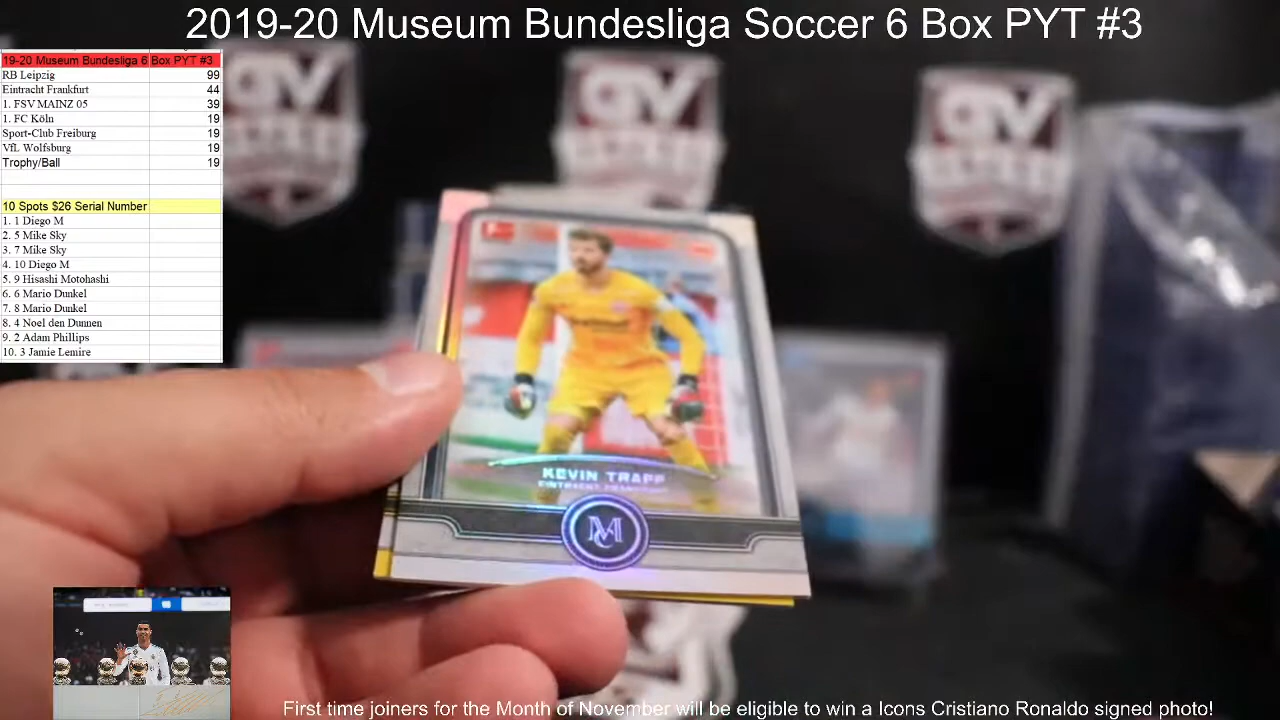 2019-20 Museum Bundesliga Soccer 6 Box PYT #3
19-20 Museum Bundesliga 6 Box PYT #3
RB Leipzig 99
Eintracht Frankfurt 44
1. FSV MAINZ 05 39
1. FC Köln 19
Sport-Club Freiburg 19
VfL Wolfsburg 19
Trophy/Ball 19
10 Spots $26 Serial Number
1. 1 Diego M
2. 5 Mike Sky
3. 7 Mike Sky
4. 10 Diego M
5. 9 Hisashi Motohashi
6. 6 Mario Dunkel
7. 8 Mario Dunkel
8. 4 Noel den Dunnen
9. 2 Adam Phillips
10. 3 Jamie Lemire
GV
GV
GV
KEVIN TRAPP
EINTRACHT FRANKFURT
MC
First time joiners for the Month of November will be eligible to win a Icons Cristiano Ronaldo signed photo!